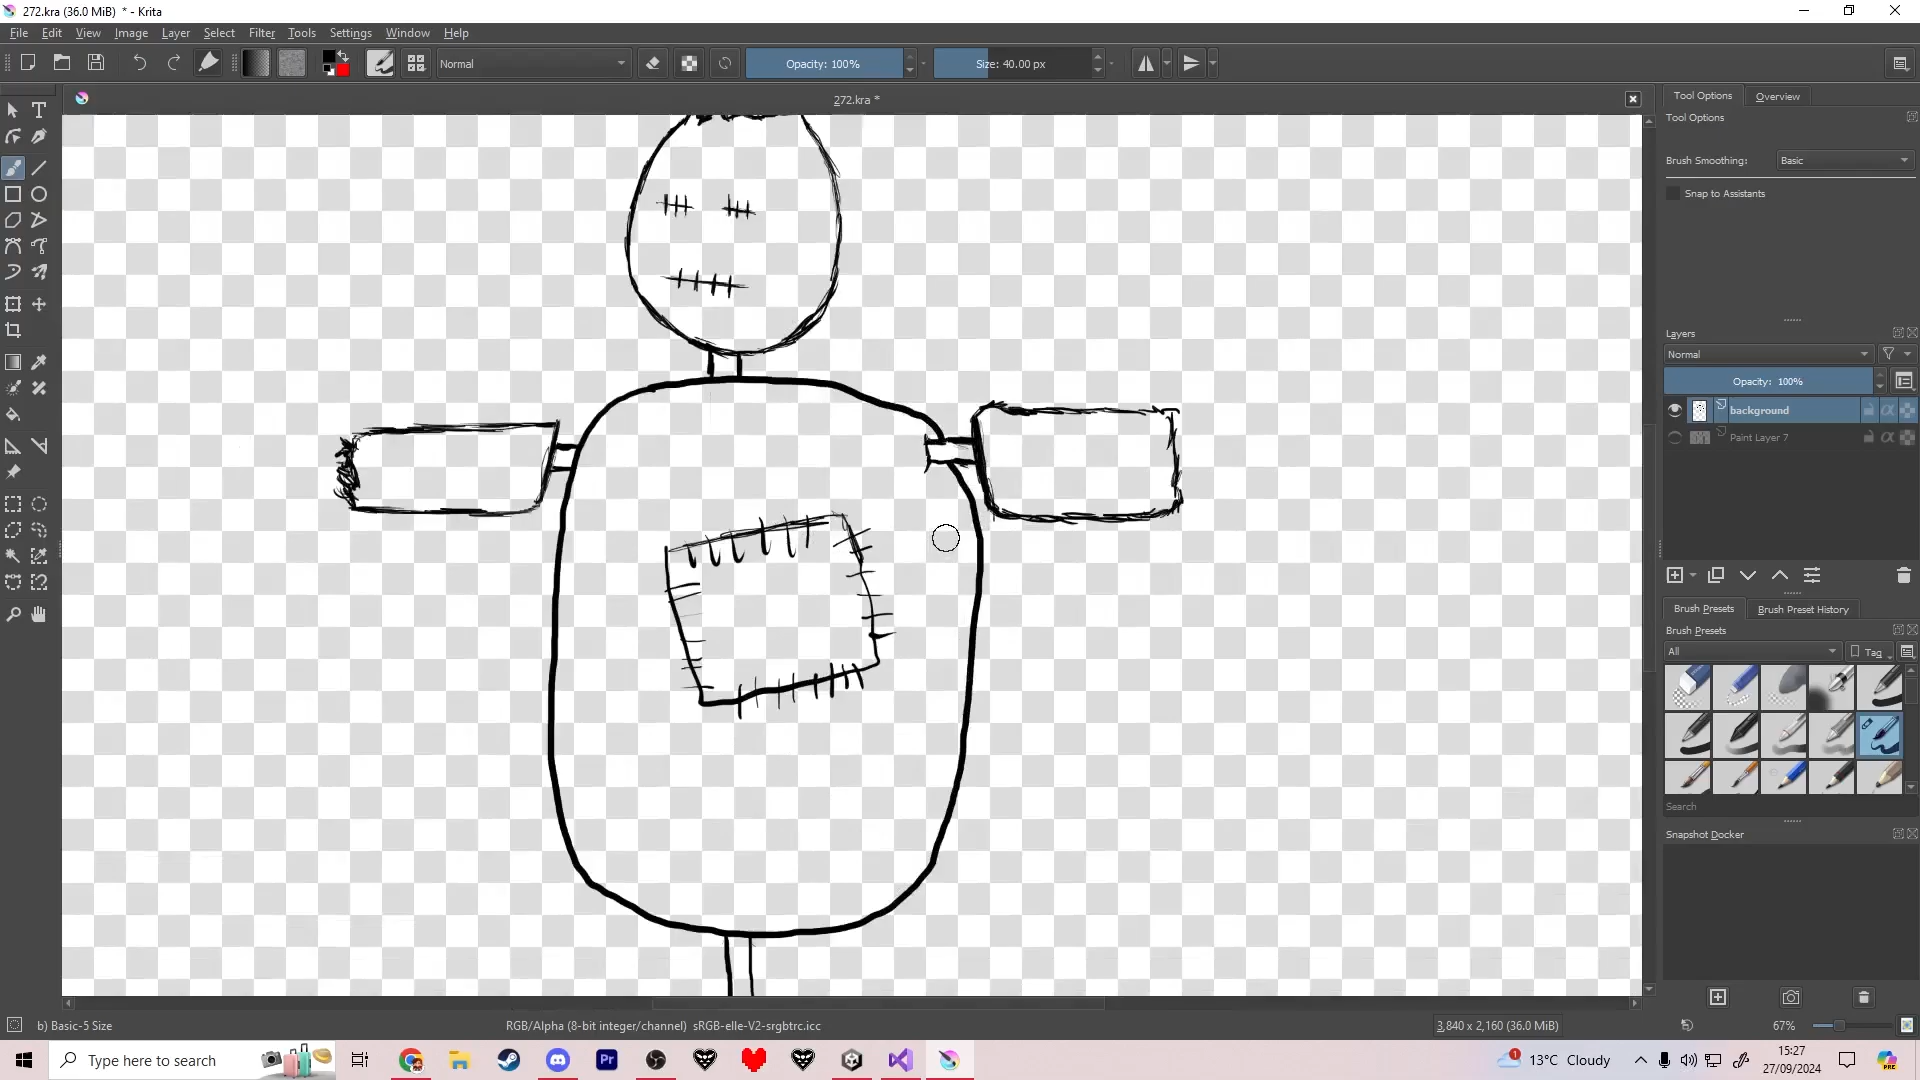 272.kra (36.0 MiB) * - Krita
File Edit View Image Layer Select Filter Tools Settings Window Help
Normal
Opacity: 100%
Size: 40.00 px
272.kra *
Tool Options
Overview
Tool Options
Brush Smoothing:
Basic
Snap to Assistants
Layers
Normal
Opacity: 100%
background
Paint Layer 7
Brush Presets
Brush Preset History
Brush Presets
All
Tag
Search
Snapshot Docker
b) Basic-5 Size
RGB/Alpha (8-bit integer/channel) sRGB-elle-V2-srgbtrc.icc
3,840 x 2,160 (36.0 MiB)
67%
Type here to search
Pr
1
13°C Cloudy
15:27
27/09/2024
PRE